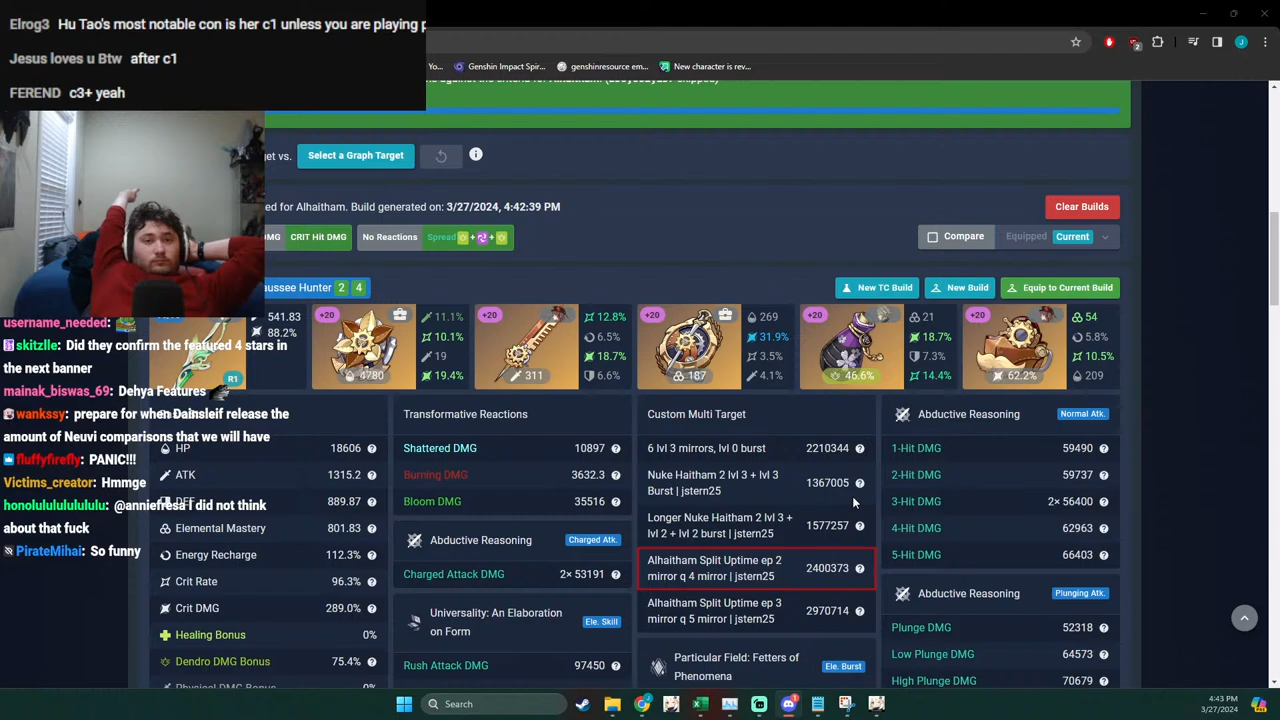 Elrog3 Hu Tao's most notable con is her c1 unless you are playing p
Jesus loves u Btw after c1
FEREND c3+ yeah
Yo...
Genshin Impact Spir...
genshinresource em...
New character is rev...
et vs.
Select a Graph Target
ed for Alhaitham. Build generated on: 3/27/2024, 4:42:39 PM
Clear Builds
DMG
CRIT Hit DMG
No Reactions
Spread + +
Compare
Equipped Current
aussee Hunter 2 4
New TC Build
New Build
Equip to Current Build
541.83
88.2%
R1
+20
4780
11.1%
10.1%
19
19.4%
+20
311
12.8%
6.5%
18.7%
6.6%
+20
187
269
31.9%
3.5%
4.1%
+20
46.6%
21
18.7%
7.3%
14.4%
+20
62.2%
54
5.8%
10.5%
209
username_needed:
skitzlle: Did they confirm the featured 4 stars in
the next banner
mainak_biswas_69: Dehya Features
wankssy: prepare for when Dainsleif release the
amount of Neuvi comparisons that we will have
fluffyfirefly: PANIC!!!
Victims_creator: Hmmge
honolulululululu: @anniefresa I did not think
about that fuck
PirateMihai: So funny
HP 18606
ATK 1315.2
DEF 889.87
Elemental Mastery 801.83
Energy Recharge 112.3%
Crit Rate 96.3%
Crit DMG 289.0%
Healing Bonus 0%
Dendro DMG Bonus 75.4%
Physical DMG Bonus 0%
Transformative Reactions
Shattered DMG 10897
Burning DMG 3632.3
Bloom DMG 35516
Abductive Reasoning Charged Atk.
Charged Attack DMG 2× 53191
Universality: An Elaboration
on Form
Ele. Skill
Rush Attack DMG 97450
Custom Multi Target
6 lvl 3 mirrors, lvl 0 burst 2210344
Nuke Haitham 2 lvl 3 + lvl 3
Burst | jstern25
1367005
Longer Nuke Haitham 2 lvl 3 +
lvl 2 + lvl 2 burst | jstern25
1577257
Alhaitham Split Uptime ep 2
mirror q 4 mirror | jstern25
2400373
Alhaitham Split Uptime ep 3
mirror q 5 mirror | jstern25
2970714
Particular Field: Fetters of
Phenomena
Ele. Burst
Abductive Reasoning Normal Atk.
1-Hit DMG 59490
2-Hit DMG 59737
3-Hit DMG 2× 56400
4-Hit DMG 62963
5-Hit DMG 66403
Abductive Reasoning Plunging Atk.
Plunge DMG 52318
Low Plunge DMG 64573
High Plunge DMG 70679
Search
4:43 PM
3/27/2024